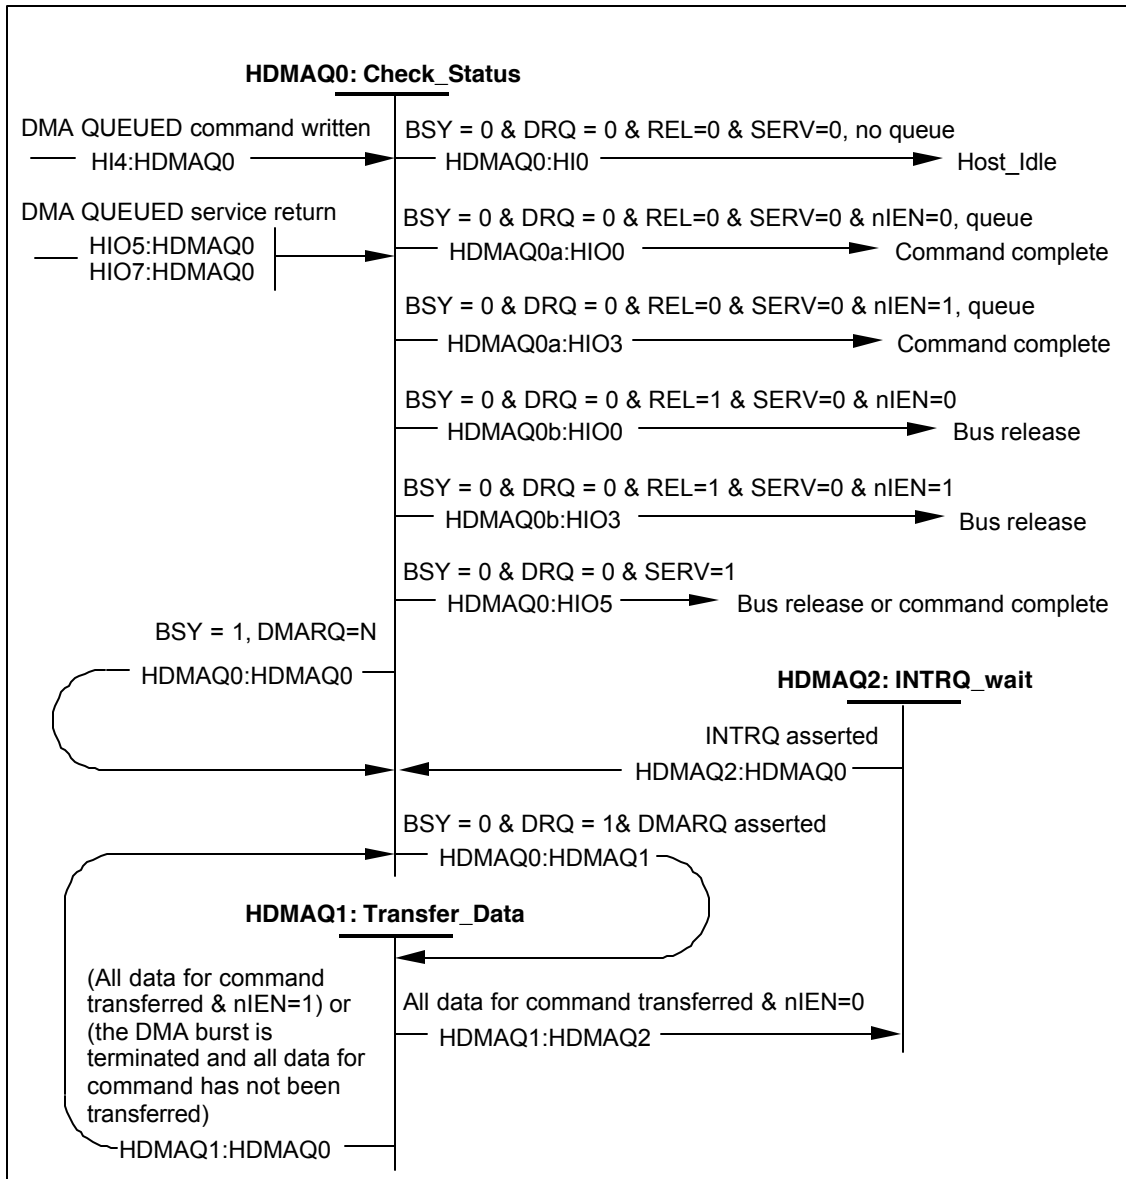 HDMAQ0: Check_Status
DMA QUEUED command written
HI4:HDMAQ0
BSY = 0 & DRQ = 0 & REL=0 & SERV=0, no queue
HDMAQ0:HI0
Host_Idle
DMA QUEUED service return
HIO5:HDMAQ0
HIO7:HDMAQ0
BSY = 0 & DRQ = 0 & REL=0 & SERV=0 & nIEN=0, queue
HDMAQ0a:HIO0
Command complete
BSY = 0 & DRQ = 0 & REL=0 & SERV=0 & nIEN=1, queue
HDMAQ0a:HIO3
Command complete
BSY = 0 & DRQ = 0 & REL=1 & SERV=0 & nIEN=0
HDMAQ0b:HIO0
Bus release
BSY = 0 & DRQ = 0 & REL=1 & SERV=0 & nIEN=1
HDMAQ0b:HIO3
Bus release
BSY = 0 & DRQ = 0 & SERV=1
HDMAQ0:HIO5
Bus release or command complete
BSY = 1, DMARQ=N
HDMAQ0:HDMAQ0
HDMAQ2: INTRQ_wait
INTRQ asserted
HDMAQ2:HDMAQ0
BSY = 0 & DRQ = 1& DMARQ asserted
HDMAQ0:HDMAQ1
HDMAQ1: Transfer_Data
(All data for command
transferred & nIEN=1) or
(the DMA burst is
terminated and all data for
command has not been
transferred)
HDMAQ1:HDMAQ0
All data for command transferred & nIEN=0
HDMAQ1:HDMAQ2